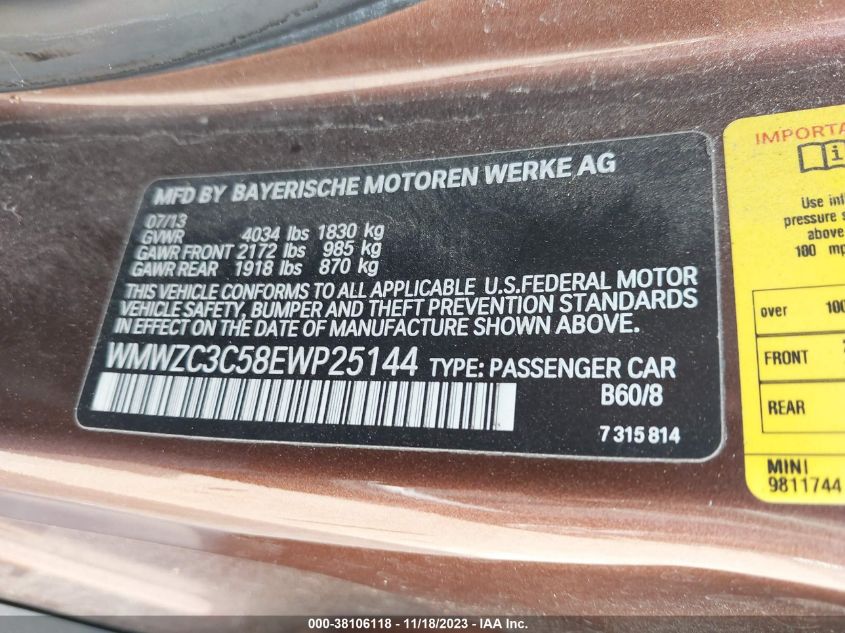 MFD BY BAYERISCHE MOTOREN WERKE AG
07/13
GVWR 4034 lbs 1830 kg
GAWR FRONT 2172 lbs 985 kg
GAWR REAR 1918 lbs 870 kg
THIS VEHICLE CONFORMS TO ALL APPLICABLE U.S.FEDERAL MOTOR
VEHICLE SAFETY, BUMPER AND THEFT PREVENTION STANDARDS
IN EFFECT ON THE DATE OF MANUFACTURE SHOWN ABOVE.
WMWZC3C58EWP25144 TYPE: PASSENGER CAR
B60/8
7 315 814
IMPORTA
i
Use inf
pressure s
above
100 mp
over 100
FRONT
REAR
MINI
9811744
000-38106118 - 11/18/2023 - IAA Inc.